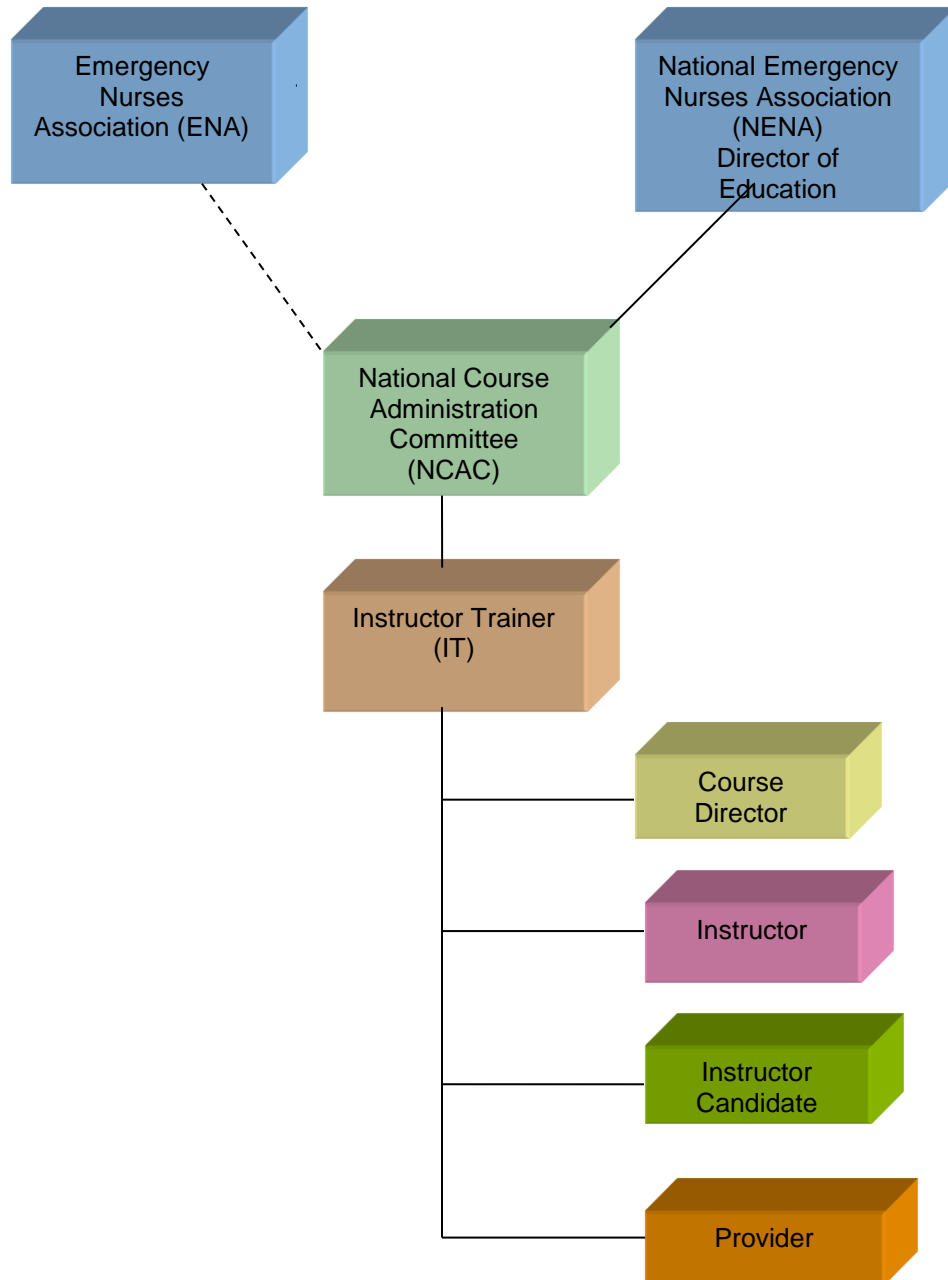 Emergency
Nurses
Association (ENA)
National Emergency
Nurses Association
(NENA)
Director of
Education
National Course
Administration
Committee
(NCAC)
Instructor Trainer
(IT)
Course
Director
Instructor
Instructor
Candidate
Provider